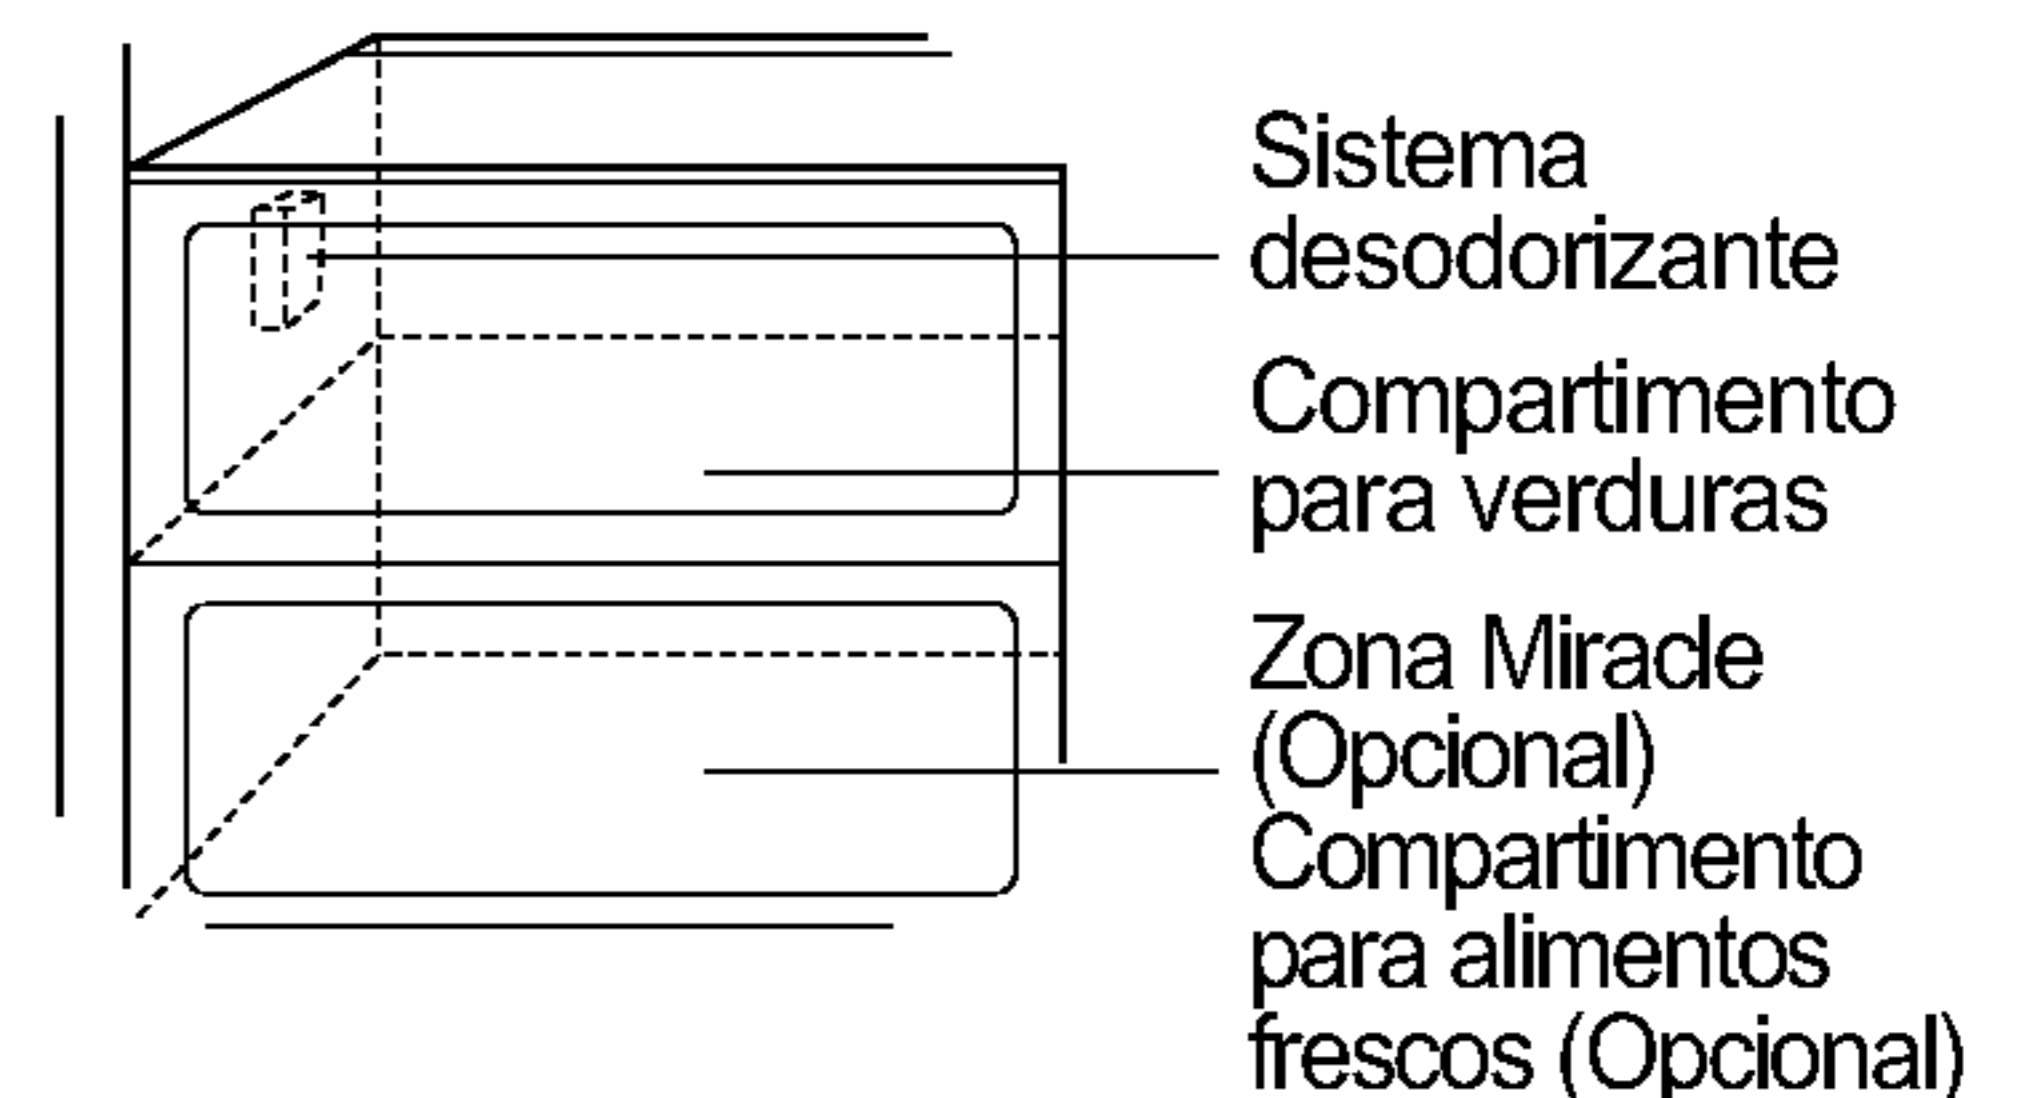 Sistema
desodorizante
Compartimento
para verduras
Zona Miracle
(Opcional)
Compartimento
para alimentos
frescos (Opcional)